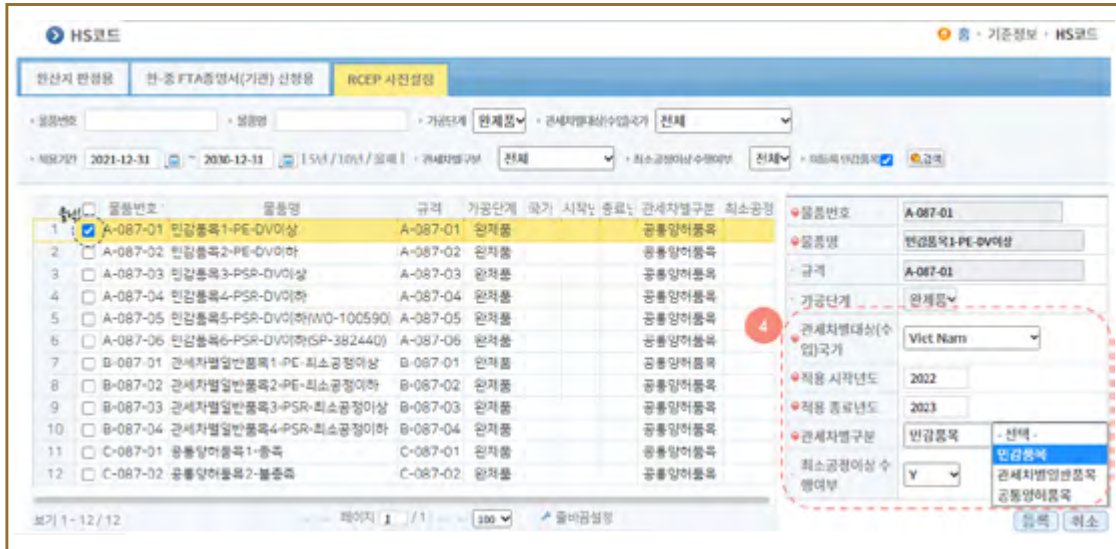 HS코드
홈 · 기준정보 · HS코드
원산지 판정용 한-중 FTA증명서(기관) 신청용 RCEP 사전설정
물품번호 물품명 가공단계 완제품 관세차별대상(수입)국가 전체
적용기간 2021-12-31 ~ 2030-12-31 [ 5년 / 10년 / 올해 ] 관세차별구분 전체 최소공정이상 수행여부 전체 미등록 민감품목 검색
물품번호 물품명 규격 가공단계 국가 시작년 종료년 관세차별구분 최소공정
1 A-087-01 민감품목1-PE-DV이상 A-087-01 완제품 공통양허품목
2 A-087-02 민감품목2-PE-DV이하 A-087-02 완제품 공통양허품목
3 A-087-03 민감품목3-PSR-DV이상 A-087-03 완제품 공통양허품목
4 A-087-04 민감품목4-PSR-DV이하 A-087-04 완제품 공통양허품목
5 A-087-05 민감품목5-PSR-DV이하(WO-100590) A-087-05 완제품 공통양허품목
6 A-087-06 민감품목6-PSR-DV이하(SP-382440) A-087-06 완제품 공통양허품목
7 B-087-01 관세차별일반품목1-PE-최소공정이상 B-087-01 완제품 공통양허품목
8 B-087-02 관세차별일반품목2-PE-최소공정이하 B-087-02 완제품 공통양허품목
9 B-087-03 관세차별일반품목3-PSR-최소공정이상 B-087-03 완제품 공통양허품목
10 B-087-04 관세차별일반품목4-PSR-최소공정이하 B-087-04 완제품 공통양허품목
11 C-087-01 공통양허품목1-충족 C-087-01 완제품 공통양허품목
12 C-087-02 공통양허품목2-불충족 C-087-02 완제품 공통양허품목
보기 1 - 12 / 12 페이지 1 / 1 100 줄바꿈설정
물품번호 A-087-01
물품명 민감품목1-PE-DV이상
규격 A-087-01
가공단계 완제품
4
관세차별대상(수
입)국가 Viet Nam
적용 시작년도 2022
적용 종료년도 2023
관세차별구분 민감품목 - 선택 -
민감품목
관세차별일반품목
공통양허품목
최소공정이상 수
행여부 Y
등록 취소